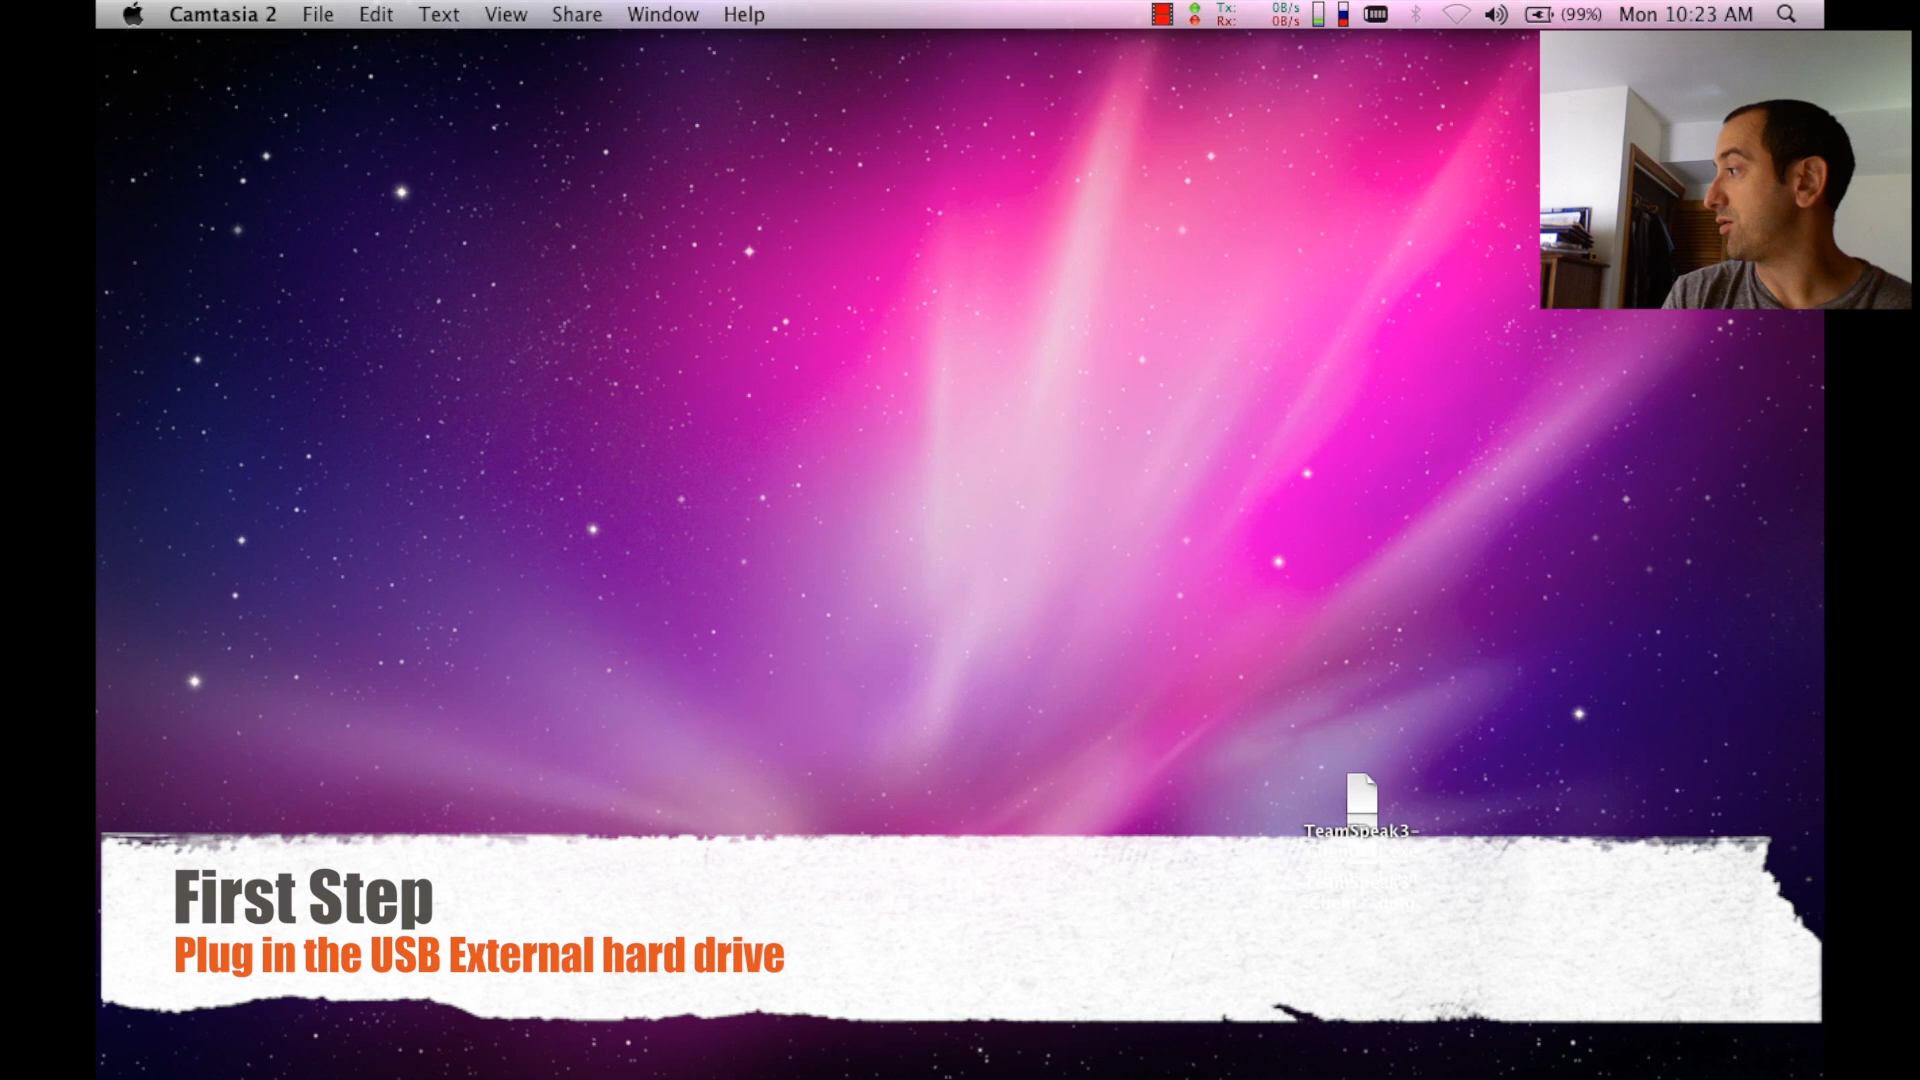 Camtasia 2 File Edit Text View Share Window Help Tx: 0B/s (99%) Mon 10:23 AM
Rx: 0B/s
TeamSpeak3-
First Step
Plug in the USB External hard drive